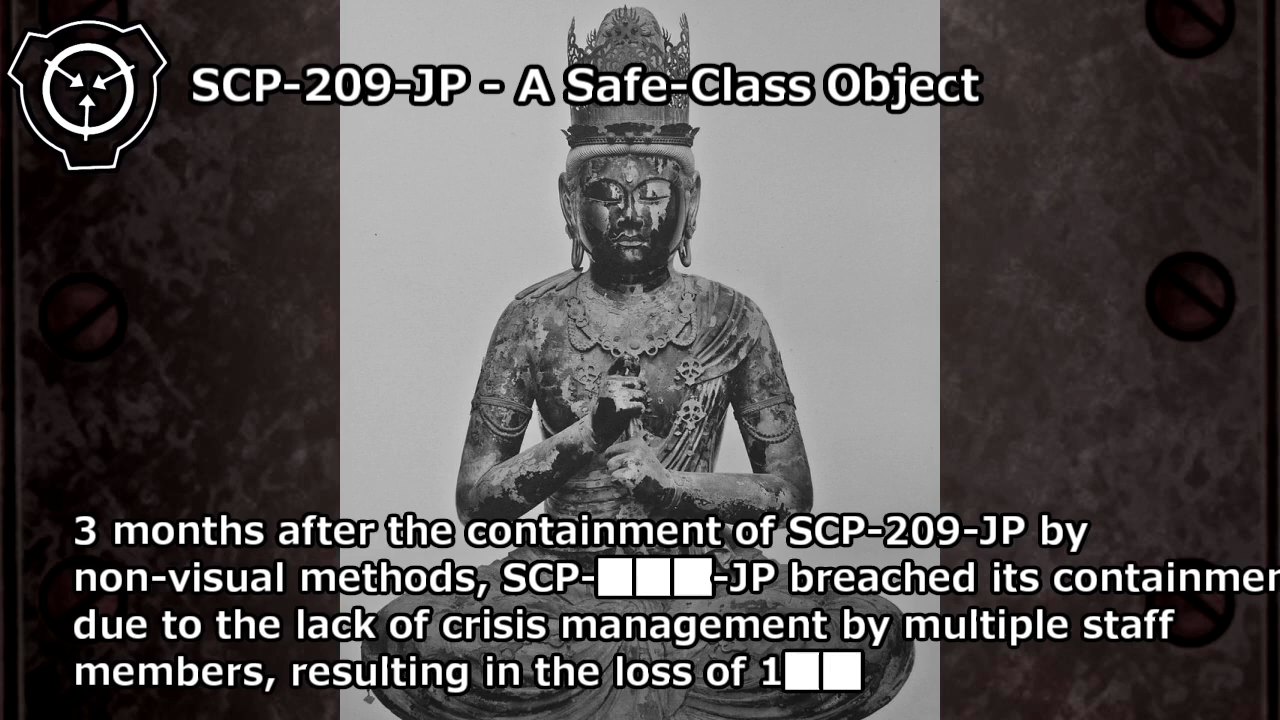 SCP-209-JP - A Safe-Class Object
3 months after the containment of SCP-209-JP by
non-visual methods, SCP-███-JP breached its containmen
due to the lack of crisis management by multiple staff
members, resulting in the loss of 1██